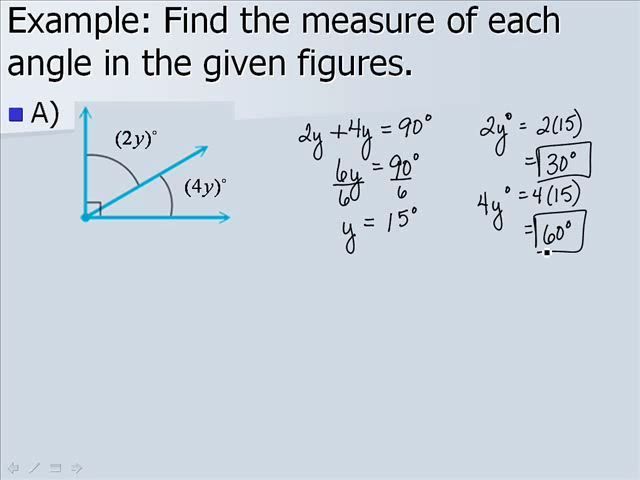 Example: Find the measure of each
angle in the given figures.
A)
(2y)°
(4y)°
2y + 4y = 90°
6y = 90°
6 6
y = 15°
2y° = 2(15)
= 30°
4y° = 4(15)
= 60°